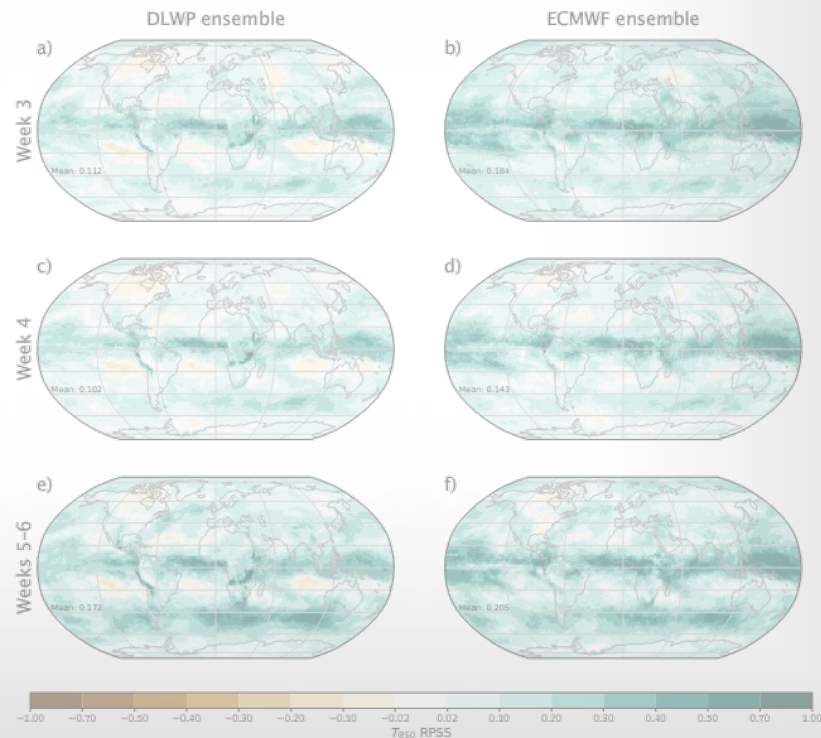 DLWP ensemble
ECMWF ensemble
a)
b)
Week 3
Mean: 0.112
Mean: 0.184
c)
d)
Week 4
Mean: 0.102
Mean: 0.143
e)
f)
Weeks 5–6
Mean: 0.172
Mean: 0.205
−1.00 −0.70 −0.50 −0.40 −0.30 −0.20 −0.10 −0.02 0.02 0.10 0.20 0.30 0.40 0.50 0.70 1.00
T850 RPSS